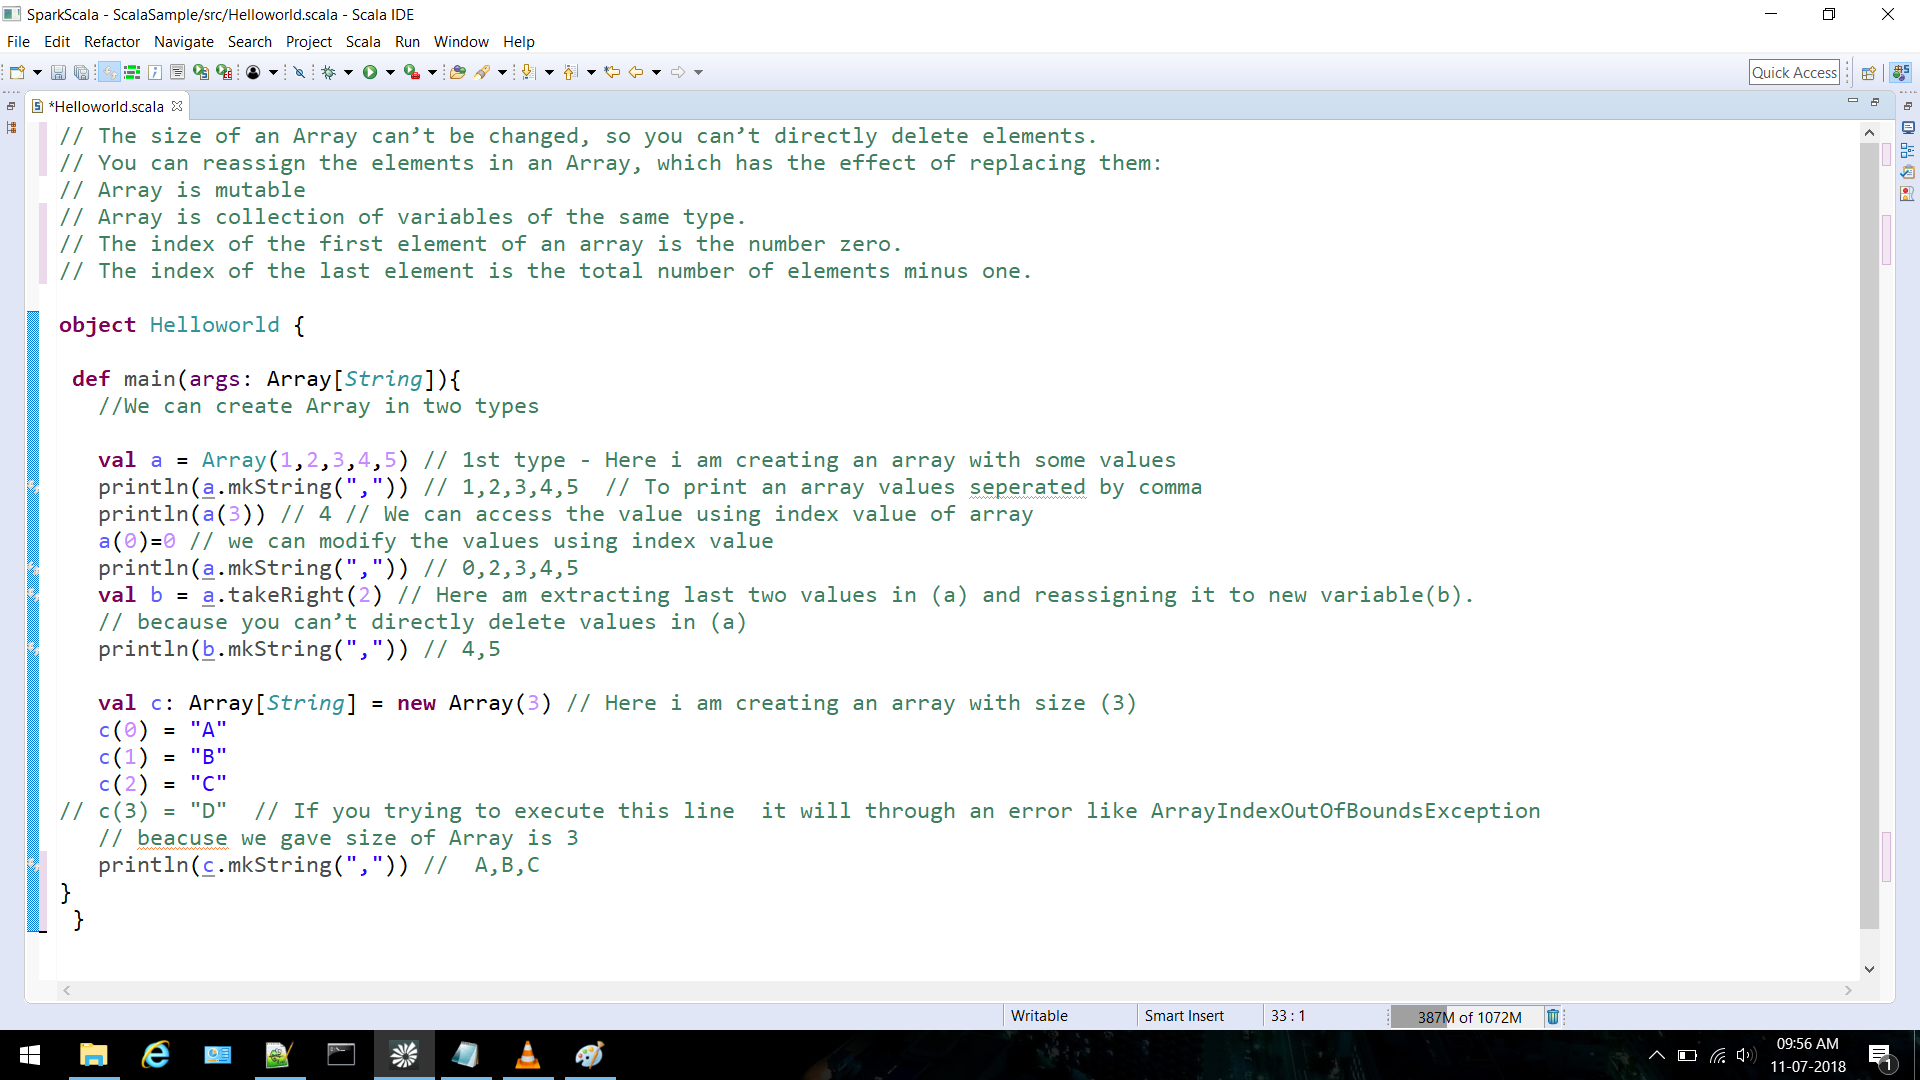 SparkScala - ScalaSample/src/Helloworld.scala - Scala IDE
File Edit Refactor Navigate Search Project Scala Run Window Help
Quick Access
*Helloworld.scala
// The size of an Array can’t be changed, so you can’t directly delete elements.
// You can reassign the elements in an Array, which has the effect of replacing them:
// Array is mutable
// Array is collection of variables of the same type.
// The index of the first element of an array is the number zero.
// The index of the last element is the total number of elements minus one.
object Helloworld {
def main(args: Array[String]){
//We can create Array in two types
val a = Array(1,2,3,4,5) // 1st type - Here i am creating an array with some values
println(a.mkString(",")) // 1,2,3,4,5  // To print an array values seperated by comma
println(a(3)) // 4 // We can access the value using index value of array
a(0)=0 // we can modify the values using index value
println(a.mkString(",")) // 0,2,3,4,5
val b = a.takeRight(2) // Here am extracting last two values in (a) and reassigning it to new variable(b).
// because you can’t directly delete values in (a)
println(b.mkString(",")) // 4,5
val c: Array[String] = new Array(3) // Here i am creating an array with size (3)
c(0) = "A"
c(1) = "B"
c(2) = "C"
// c(3) = "D"  // If you trying to execute this line  it will through an error like ArrayIndexOutOfBoundsException
// beacuse we gave size of Array is 3
println(c.mkString(",")) //  A,B,C
}
}
Writable Smart Insert 33 : 1 387M of 1072M
09:56 AM
11-07-2018
1